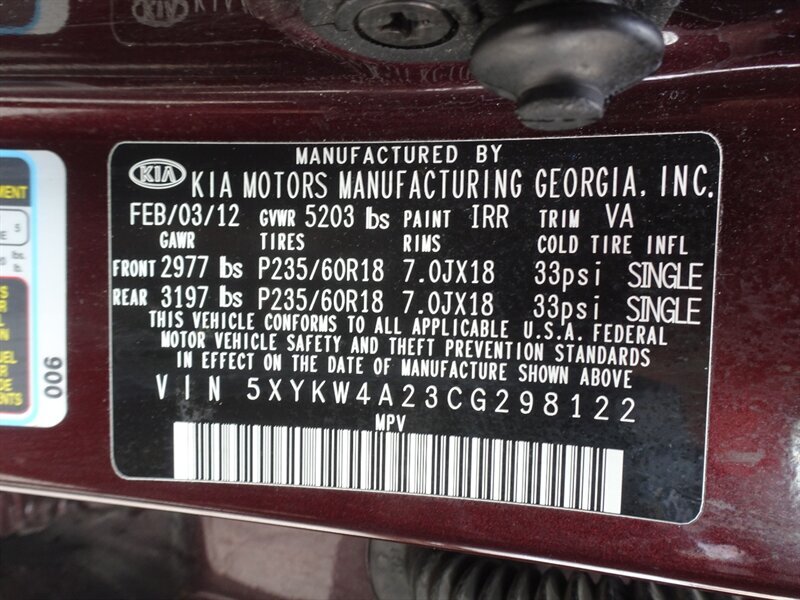 MANUFACTURED BY
KIA KIA MOTORS MANUFACTURING GEORGIA, INC.
FEB/03/12 GVWR 5203 lbs PAINT IRR TRIM VA
GAWR TIRES RIMS COLD TIRE INFL
FRONT 2977 bs P235/60R18 7.0JX18 33psi SINGLE
REAR 3197 bs P235/60R18 7.0JX18 33psi SINGLE
THIS VEHICLE CONFORMS TO ALL APPLICABLE U.S.A. FEDERAL
MOTOR VEHICLE SAFETY AND THEFT PREVENTION STANDARDS
IN EFFECT ON THE DATE OF MANUFACTURE SHOWN ABOVE
VIN 5XYKW4A23CG298122
MPV
006